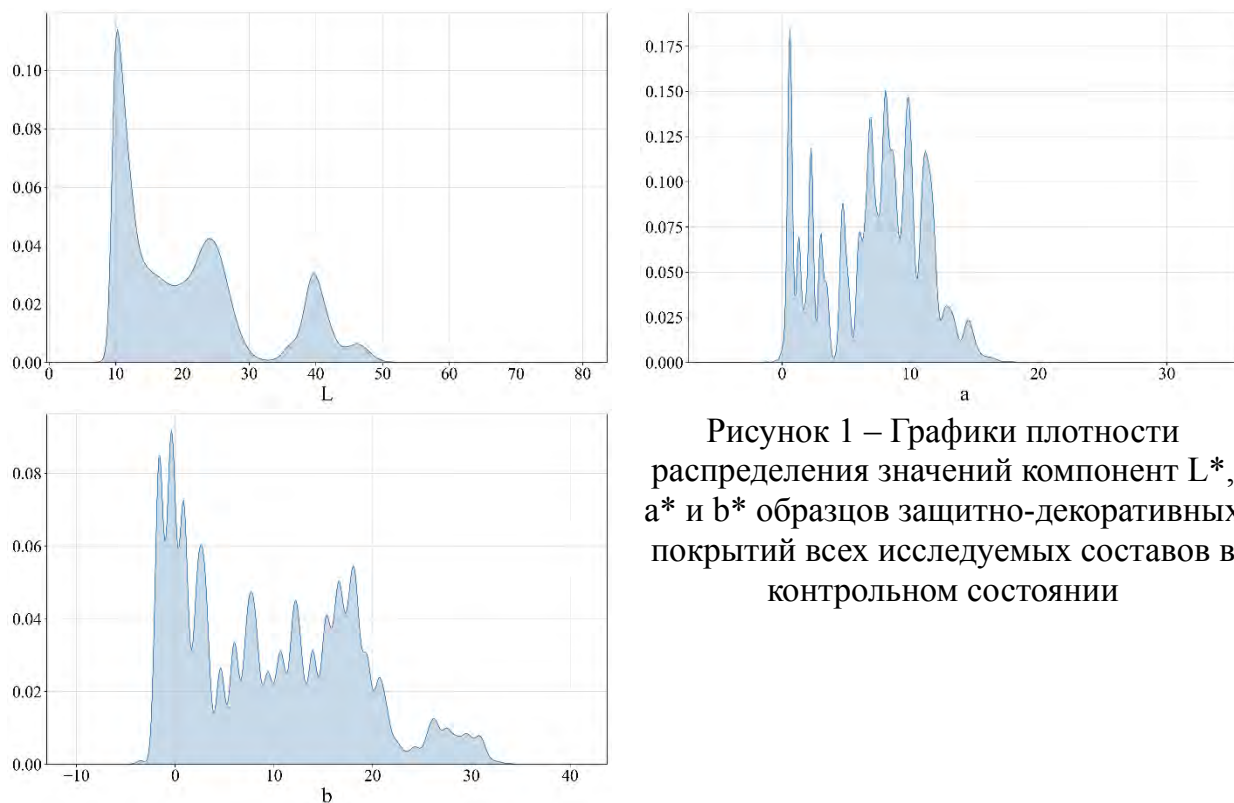 0.10
0.08
0.06
0.04
0.02
0.00
0 10 20 30 40 50 60 70 80
L
0.175
0.150
0.125
0.100
0.075
0.050
0.025
0.000
0 10 20 30
a
0.08
0.06
0.04
0.02
0.00
−10 0 10 20 30 40
b
Рисунок 1 – Графики плотности
распределения значений компонент L*,
a* и b* образцов защитно-декоративных
покрытий всех исследуемых составов в
контрольном состоянии